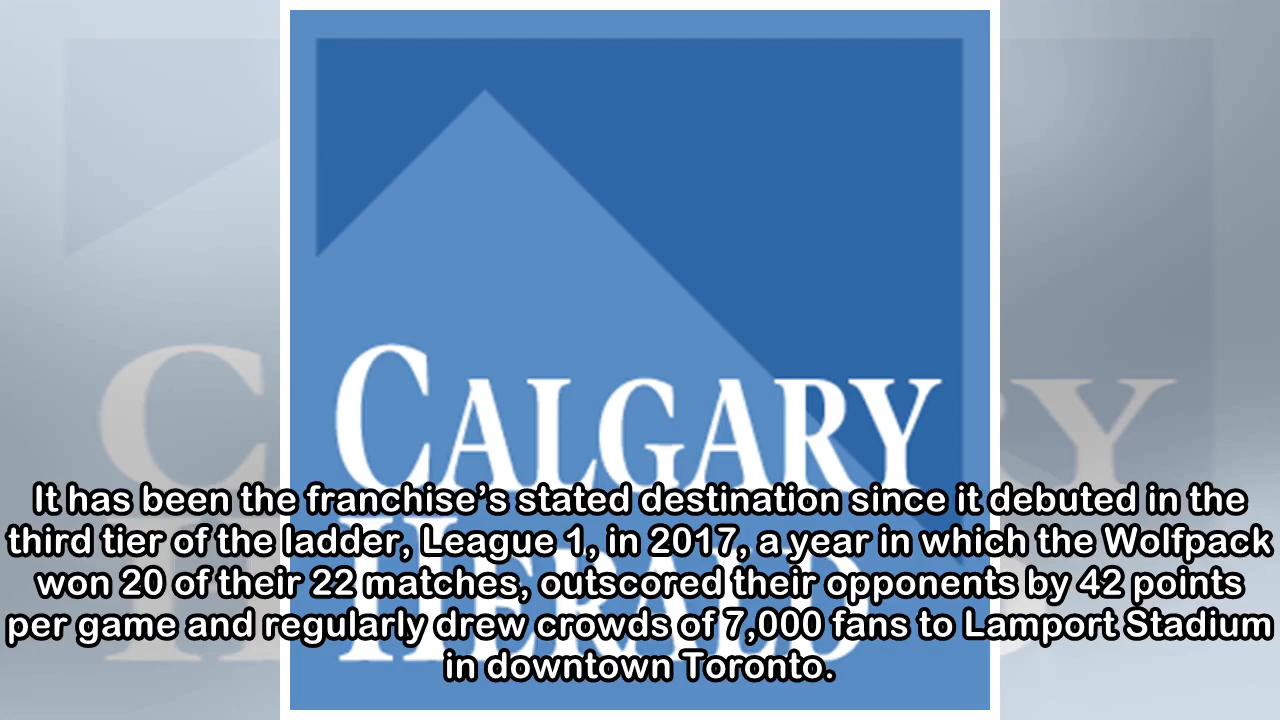 CALGARY
HERALD
It has been the franchise’s stated destination since it debuted in the
third tier of the ladder, League 1, in 2017, a year in which the Wolfpack
won 20 of their 22 matches, outscored their opponents by 42 points
per game and regularly drew crowds of 7,000 fans to Lamport Stadium
in downtown Toronto.